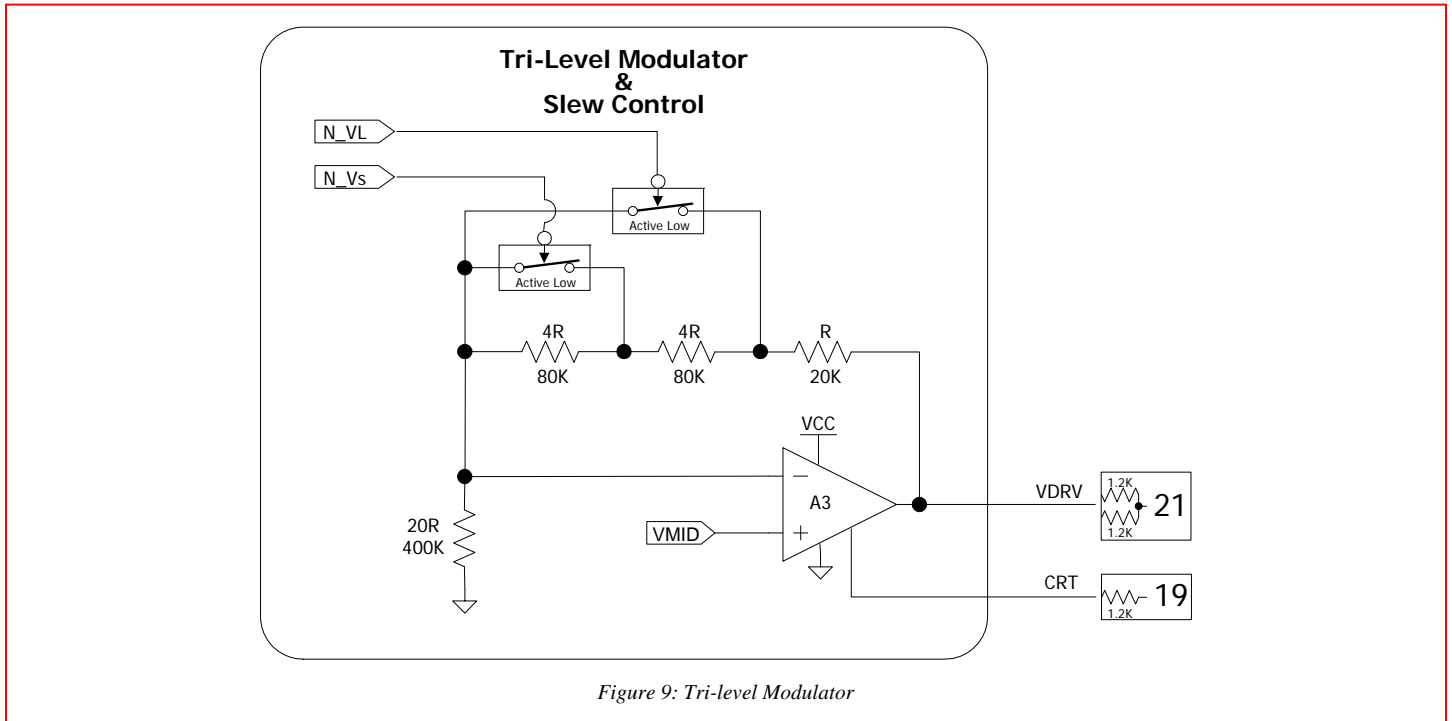 Tri-Level Modulator
&
Slew Control
N_VL
N_Vs
Active Low
Active Low
4R
4R
R
80K
80K
20K
VCC
A3
−
+
20R
400K
VMID
VDRV
1.2K
1.2K
21
CRT
1.2K
19
Figure 9: Tri-level Modulator